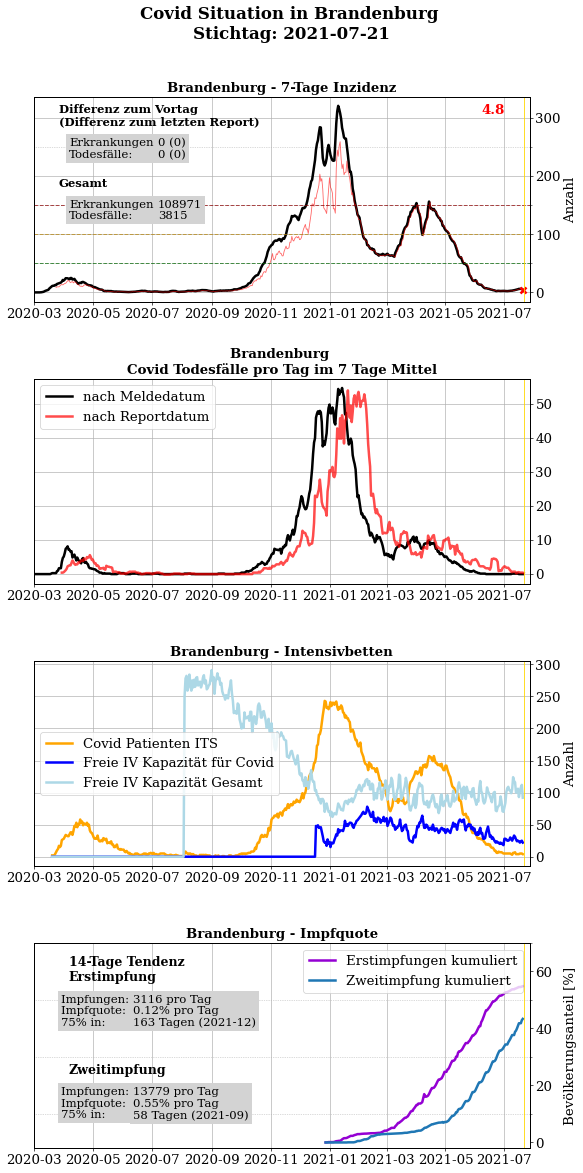 Covid Situation in Brandenburg
Stichtag: 2021-07-21
Brandenburg - 7-Tage Inzidenz
Differenz zum Vortag
(Differenz zum letzten Report)
Erkrankungen 0 (0)
Todesfälle: 0 (0)
Gesamt
Erkrankungen 108971
Todesfälle: 3815
4.8
300
200
100
0
Anzahl
2020-03 2020-05 2020-07 2020-09 2020-11 2021-01 2021-03 2021-05 2021-07
Brandenburg
Covid Todesfälle pro Tag im 7 Tage Mittel
nach Meldedatum
nach Reportdatum
50
40
30
20
10
0
2020-03 2020-05 2020-07 2020-09 2020-11 2021-01 2021-03 2021-05 2021-07
Brandenburg - Intensivbetten
Covid Patienten ITS
Freie IV Kapazität für Covid
Freie IV Kapazität Gesamt
300
250
200
150
100
50
0
Anzahl
2020-03 2020-05 2020-07 2020-09 2020-11 2021-01 2021-03 2021-05 2021-07
Brandenburg - Impfquote
14-Tage Tendenz
Erstimpfung
Impfungen: 3116 pro Tag
Impfquote: 0.12% pro Tag
75% in: 163 Tagen (2021-12)
Zweitimpfung
Impfungen: 13779 pro Tag
Impfquote: 0.55% pro Tag
75% in: 58 Tagen (2021-09)
Erstimpfungen kumuliert
Zweitimpfung kumuliert
60
40
20
0
Bevölkerungsanteil [%]
2020-03 2020-05 2020-07 2020-09 2020-11 2021-01 2021-03 2021-05 2021-07